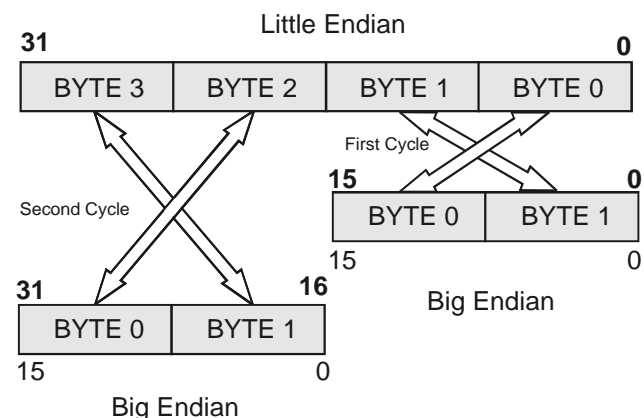 Little Endian
31 0
BYTE 3 BYTE 2 BYTE 1 BYTE 0
First Cycle
15 0
BYTE 0 BYTE 1
15 0
Big Endian
Second Cycle
31 16
BYTE 0 BYTE 1
15 0
Big Endian